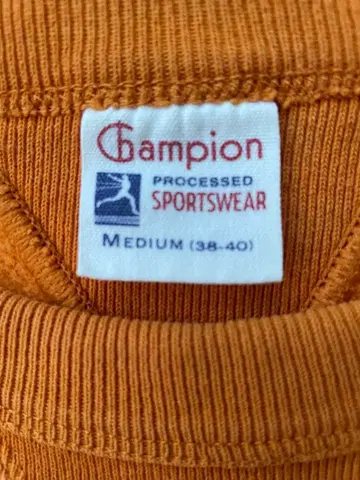 Champion
PROCESSED
SPORTSWEAR
MEDIUM (38-40)